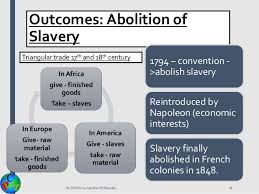 Outcomes: Abolition of
Slavery
Triangular trade 17th and 18th century
In Africa
give - finished
goods
Take – slaves
In Europe
Give- raw
material
take - finished
goods
In America
Give - slaves
take - raw
material
1794 – convention -
>abolish slavery
Reintroduced by
Napoleon (economic
interests)
Slavery finally
abolished in French
colonies in 1848.